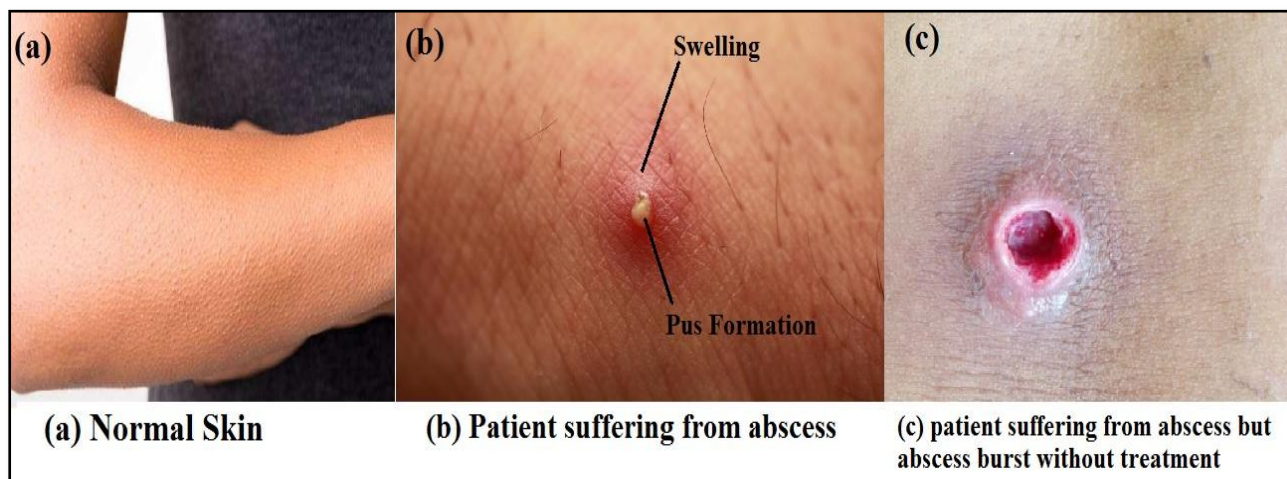 (a)
(b)
(c)
Swelling
Pus Formation
(a) Normal Skin
(b) Patient suffering from abscess
(c) patient suffering from abscess but
abscess burst without treatment